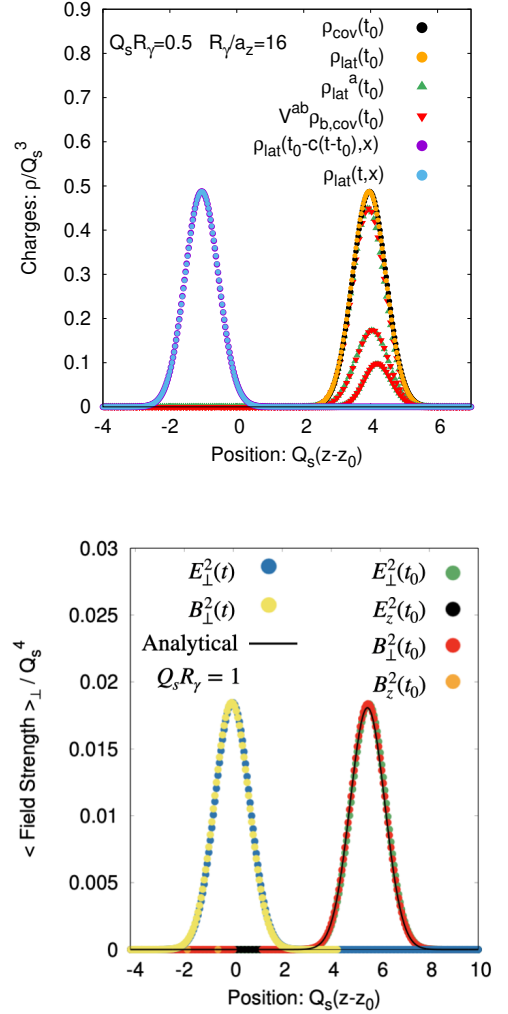 0.9
0.8
0.7
0.6
0.5
0.4
0.3
0.2
0.1
0
Charges: ρ/Q_s^3
Q_sR_γ=0.5 R_γ/a_z=16
ρ_cov(t_0)
ρ_lat(t_0)
ρ_lat^a(t_0)
V^ab ρ_b,cov(t_0)
ρ_lat(t_0-c(t-t_0),x)
ρ_lat(t,x)
-4 -2 0 2 4 6
Position: Q_s(z-z_0)
0.03
0.025
0.02
0.015
0.01
0.005
0
< Field Strength >_⊥ / Q_s^4
E_⊥^2(t)
B_⊥^2(t)
Analytical
Q_sR_γ = 1
E_⊥^2(t_0)
E_z^2(t_0)
B_⊥^2(t_0)
B_z^2(t_0)
-4 -2 0 2 4 6 8 10
Position: Q_s(z-z_0)